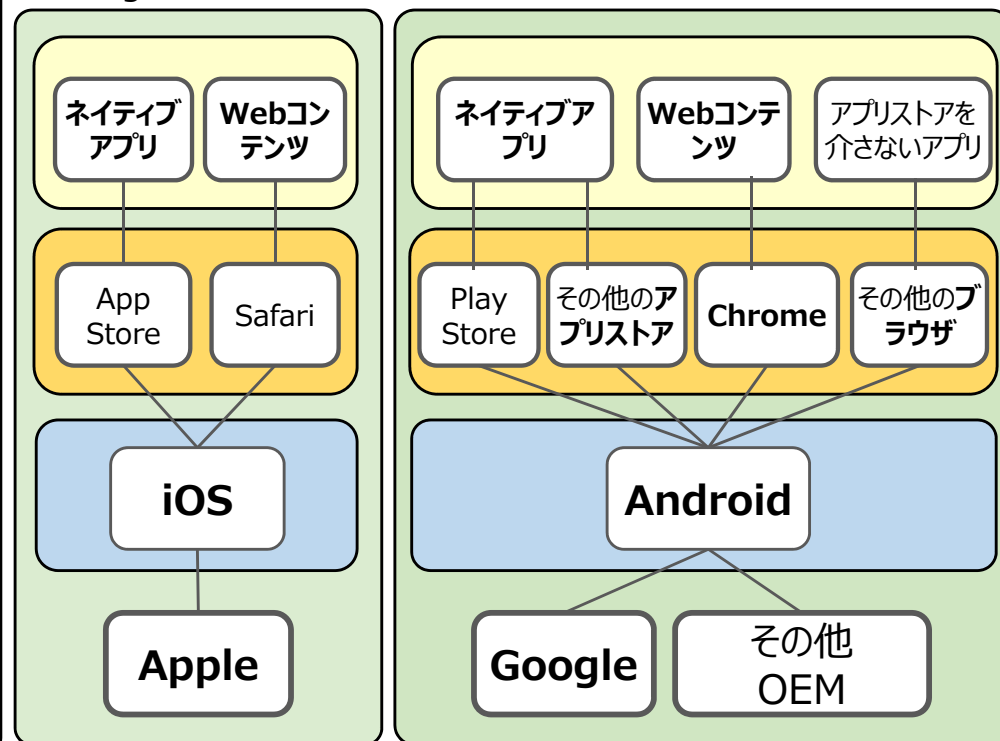 ネイティブ
アプリ
Webコン
テンツ
App
Store
Safari
iOS
Apple
ネイティブア
プリ
Webコンテ
ンツ
アプリストアを
介さないアプリ
Play
Store
その他のア
プリストア
Chrome
その他のブ
ラウザ
Android
Google
その他
OEM